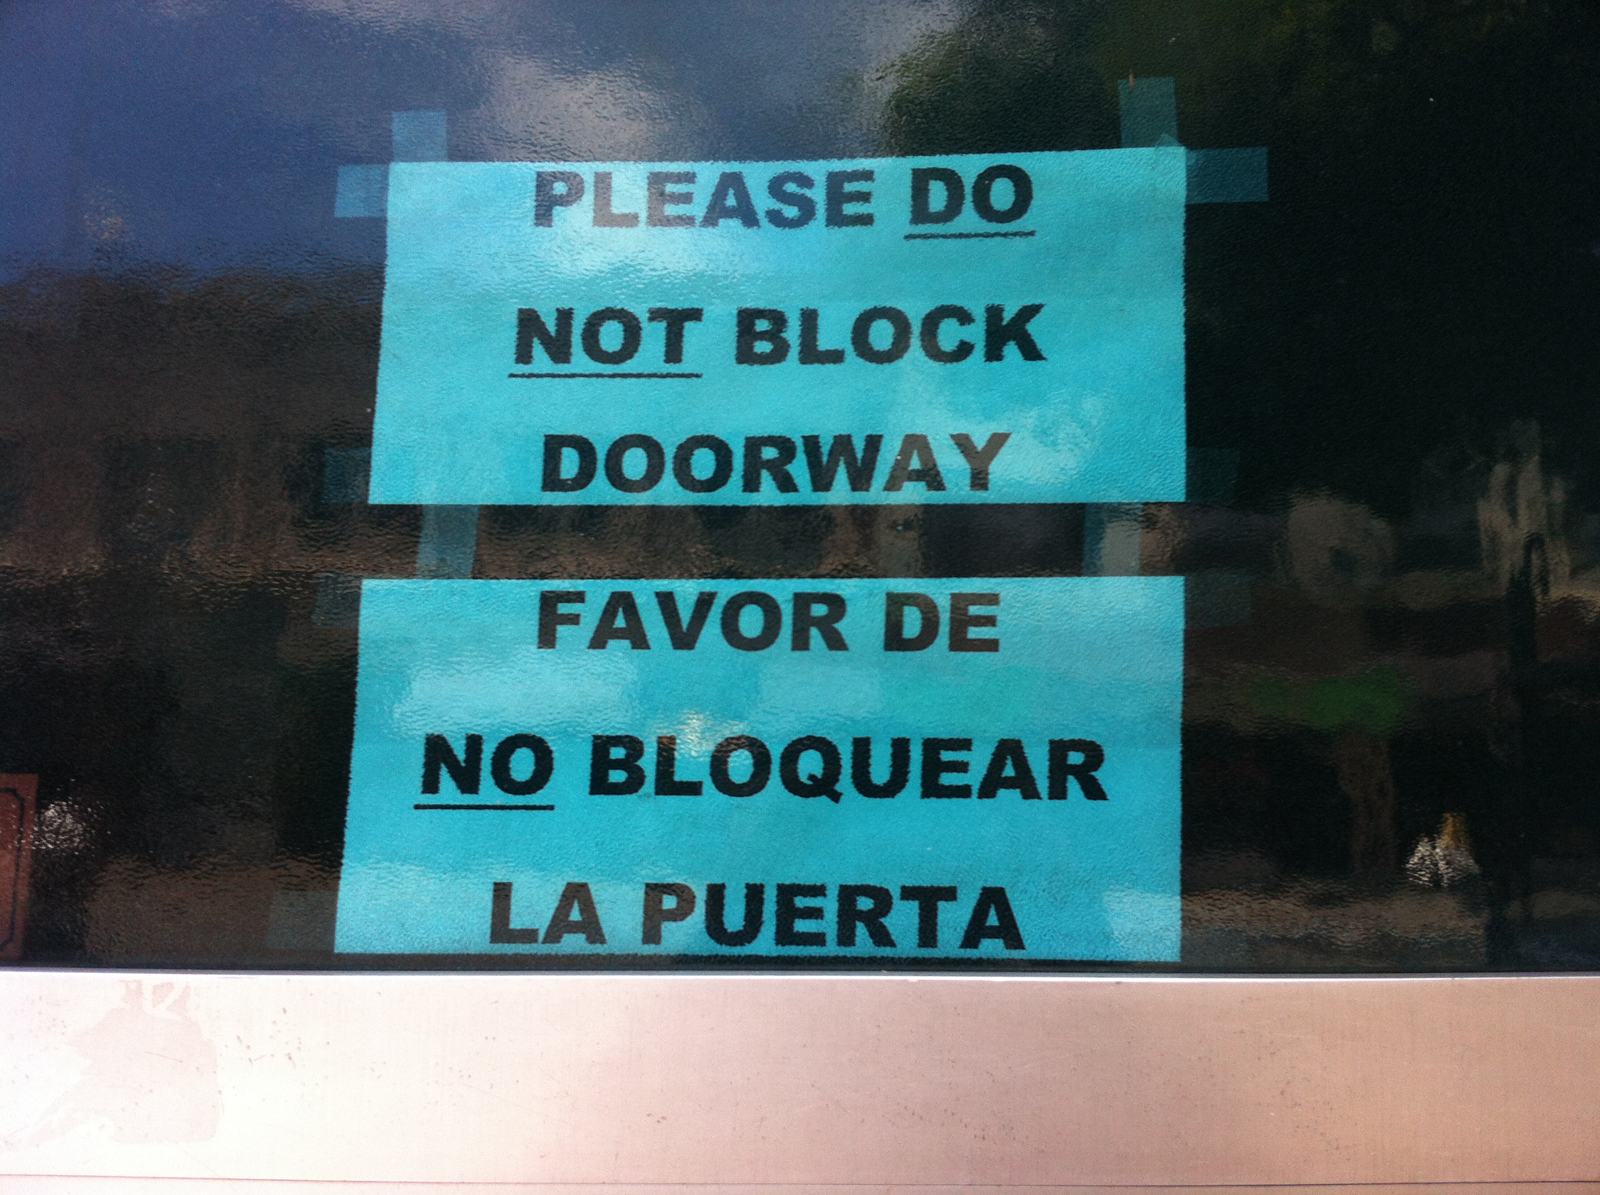 PLEASE DO
NOT BLOCK
DOORWAY
FAVOR DE
NO BLOQUEAR
LA PUERTA